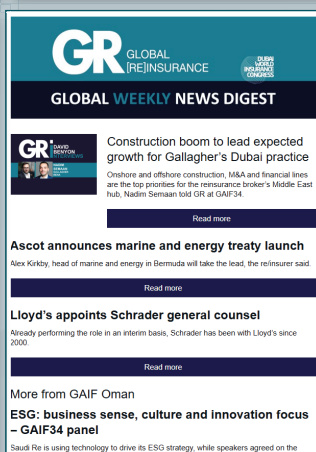 GR GLOBAL
[RE]INSURANCE
DUBAI
WORLD
INSURANCE
CONGRESS
GLOBAL WEEKLY NEWS DIGEST
GR:
DAVID
BENYON
INTERVIEWS
Construction boom to lead expected
growth for Gallagher's Dubai practice
Onshore and offshore construction, M&A and financial lines
are the top priorities for the reinsurance broker's Middle East
hub, Nadim Semaan told GR at GAIF34.
Read more
Ascot announces marine and energy treaty launch
Alex Kirkby, head of marine and energy in Bermuda will take the lead, the re/insurer said.
Read more
Lloyd's appoints Schrader general counsel
Already performing the role in an interim basis, Schrader has been with Lloyd's since
2000.
Read more
More from GAIF Oman
ESG: business sense, culture and innovation focus
– GAIF34 panel
Saudi Re is using technology to drive its ESG strategy, while speakers agreed on the